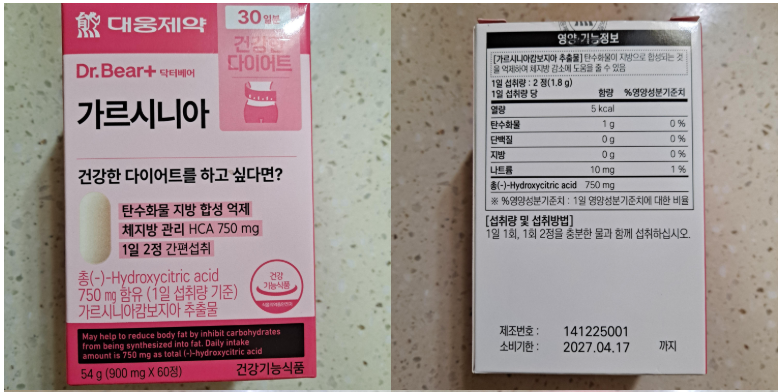 대웅제약
30 일분
건강한
다이어트
Dr.Bear+ 닥터베어
가르시니아
건강한 다이어트를 하고 싶다면?
탄수화물 지방 합성 억제
체지방 관리 HCA 750 mg
1일 2정 간편섭취
총(-)-Hydroxycitric acid
750 mg 함유 (1일 섭취량 기준)
가르시니아캄보지아 추출물
건강
기능식품
식품의약품안전처
May help to reduce body fat by inhibit carbohydrates
from being synthesized into fat. Daily intake
amount is 750 mg as total (-)-hydroxycitric acid
54 g (900 mg X 60정)
건강기능식품
영양·기능정보
[가르시니아캄보지아 추출물] 탄수화물이 지방으로 합성되는 것
을 억제하여 체지방 감소에 도움을 줄 수 있음
1일 섭취량 : 2 정(1.8 g)
1일 섭취량 당 함량 %영양성분기준치
열량 5 kcal
탄수화물 1 g 0 %
단백질 0 g 0 %
지방 0 g 0 %
나트륨 10 mg 1 %
총(-)-Hydroxycitric acid 750 mg
※ %영양성분기준치 : 1일 영양성분기준치에 대한 비율
[섭취량 및 섭취방법]
1일 1회, 1회 2정을 충분한 물과 함께 섭취하십시오.
제조번호 : 141225001
소비기한 : 2027.04.17 까지